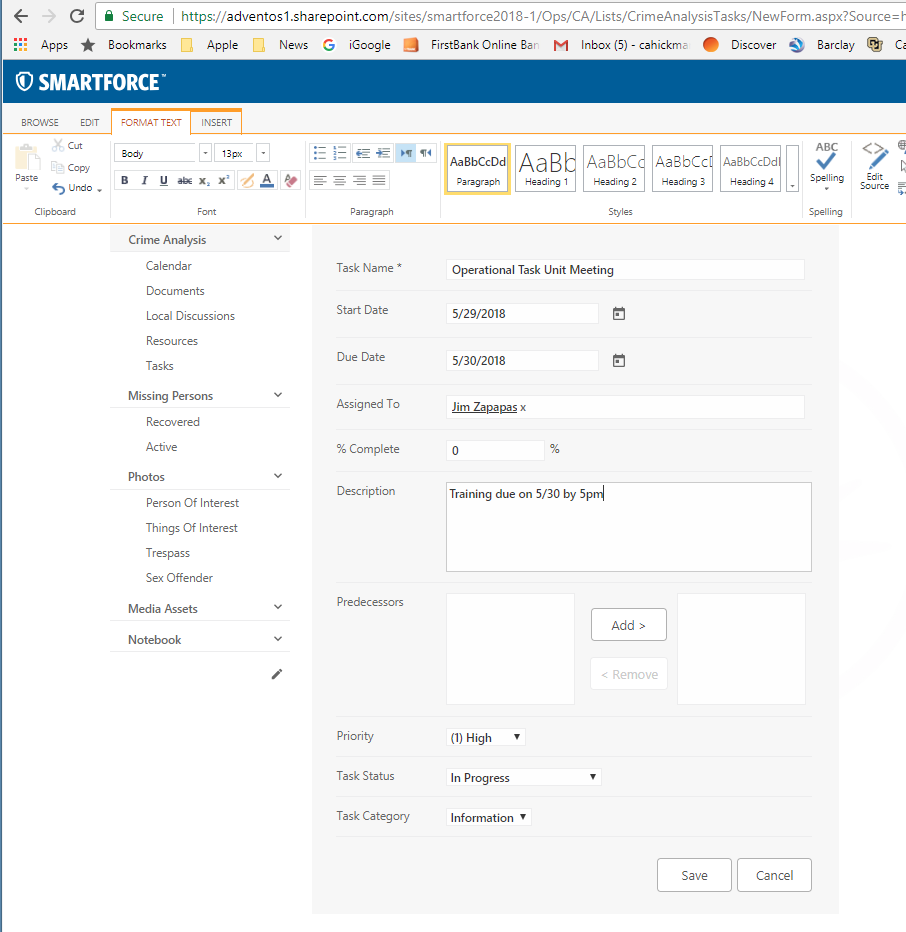 Secure https://adventos1.sharepoint.com/sites/smartforce2018-1/Ops/CA/Lists/CrimeAnalysisTasks/NewForm.aspx?Source=h
Apps Bookmarks Apple News G iGoogle FirstBank Online Ban Inbox (5) - cahickma Discover Barclay Ca
SMARTFORCE™
BROWSE EDIT FORMAT TEXT INSERT
Paste Cut Copy Undo
Clipboard
Body 13px
B I U abc x₂ x² A
Font
Paragraph
AaBbCcDd AaBb AaBbCc AaBbCcD AaBbCcDdE
Paragraph Heading 1 Heading 2 Heading 3 Heading 4
Styles
ABC
Spelling
Spelling
Edit
Source
Crime Analysis
Calendar
Documents
Local Discussions
Resources
Tasks
Missing Persons
Recovered
Active
Photos
Person Of Interest
Things Of Interest
Trespass
Sex Offender
Media Assets
Notebook
Task Name * Operational Task Unit Meeting
Start Date 5/29/2018
Due Date 5/30/2018
Assigned To Jim Zapapas x
% Complete 0 %
Description Training due on 5/30 by 5pm
Predecessors Add >
< Remove
Priority (1) High
Task Status In Progress
Task Category Information
Save Cancel